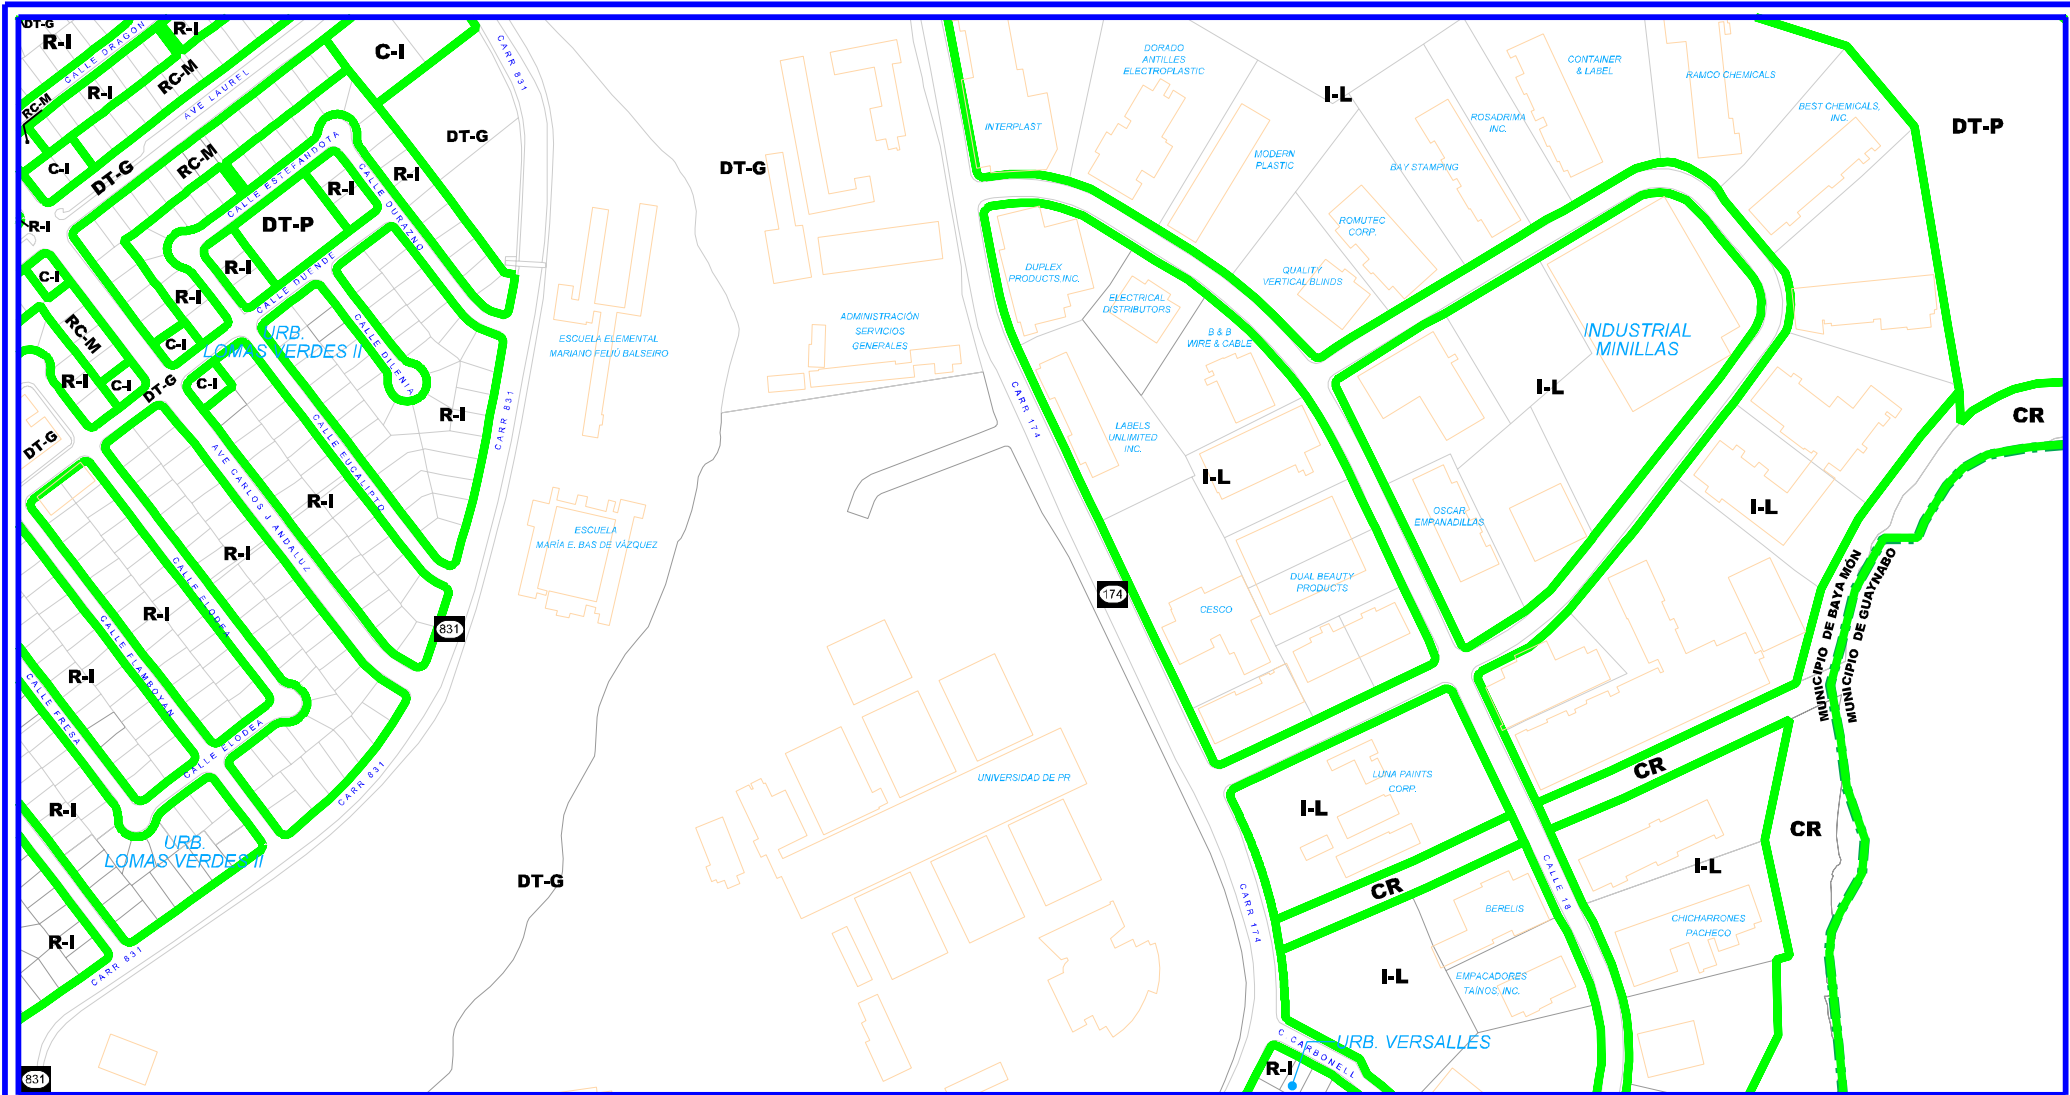 DT-G
R-I
CALLE DRAGON
R-I
RC-M
R-I
RC-M
AVE LAUREL
C-I
CARR 831
C-I
DT-G
RC-M
DT-G
R-I
CALLE ESTEFANDOTA
CALLE DURAZNO
R-I
R-I
DT-P
R-I
CALLE DUENDE
C-I
R-I
RC-M
C-I
URB.
LOMAS VERDES II
CALLE DILENIA
R-I
C-I
DT-G
C-I
R-I
CARR 831
DT-G
AVE CARLOS J ANDALUZ
CALLE EUCALIPTO
R-I
R-I
CALLE ELODEA
R-I
CALLE FLAMBOYAN
R-I
CALLE FRESA
CALLE ELODEA
831
CARR 831
R-I
URB.
LOMAS VERDES II
R-I
CARR 831
831
DT-G
ESCUELA ELEMENTAL
MARIANO FELIÚ BALSEIRO
ADMINISTRACIÓN
SERVICIOS
GENERALES
ESCUELA
MARÍA E. BAS DE VÁZQUEZ
UNIVERSIDAD DE PR
DT-G
CARR 174
174
CARR 174
INTERPLAST
DORADO
ANTILLES
ELECTROPLASTIC
I-L
CONTAINER
& LABEL
RAMCO CHEMICALS
BEST CHEMICALS,
INC.
DT-P
ROSADRIMA
INC.
MODERN
PLASTIC
BAY STAMPING
ROMUTEC
CORP.
DUPLEX
PRODUCTS,INC.
QUALITY
VERTICAL BLINDS
ELECTRICAL
DISTRIBUTORS
B & B
WIRE & CABLE
INDUSTRIAL
MINILLAS
I-L
CR
LABELS
UNLIMITED
INC.
I-L
OSCAR
EMPANADILLAS
I-L
DUAL BEAUTY
PRODUCTS
CESCO
MUNICIPIO DE BAYAMÓN
MUNICIPIO DE GUAYNABO
LUNA PAINTS
CORP.
CR
I-L
CR
I-L
CR
CALLE 18
BERELIS
CHICHARRONES
PACHECO
I-L
EMPACADORES
TAÍNOS, INC.
C CARBONELL
URB. VERSALLES
R-I